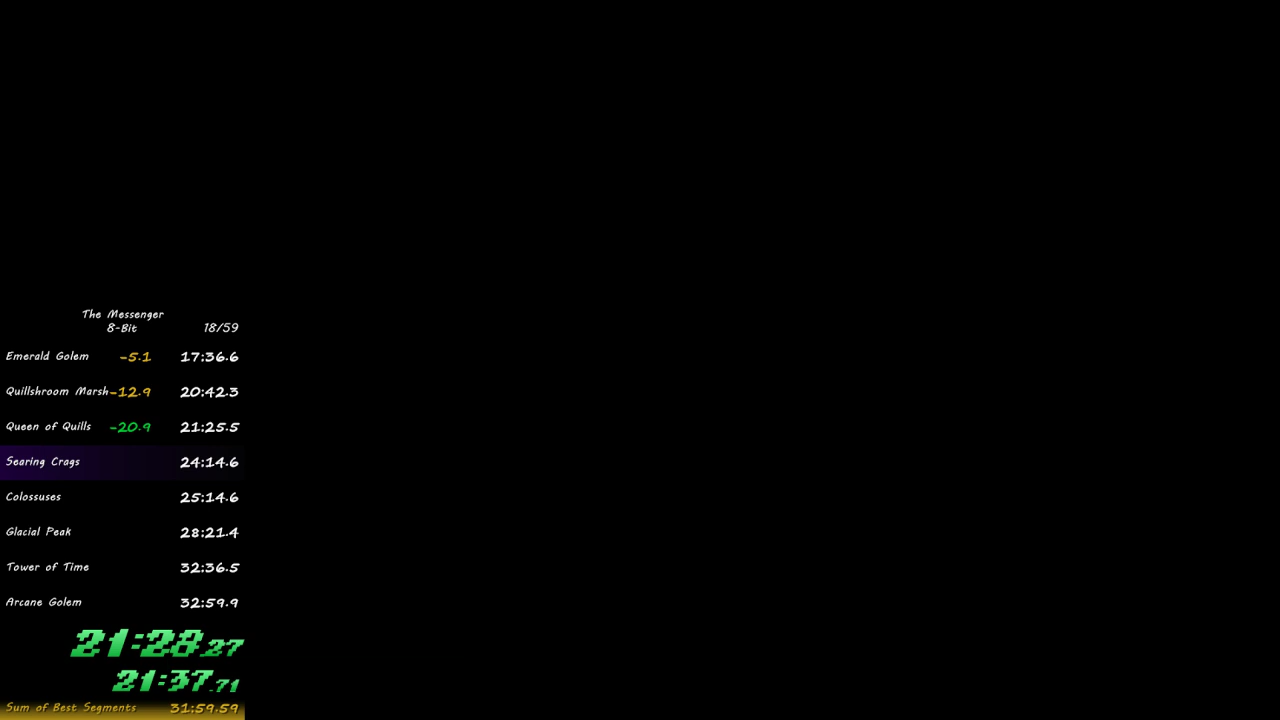 The Messenger
8-Bit 18/59
Emerald Golem -5.1 17:36.6
Quillshroom Marsh -12.9 20:42.3
Queen of Quills -20.9 21:25.5
Searing Crags 24:14.6
Colossuses 25:14.6
Glacial Peak 28:21.4
Tower of Time 32:36.5
Arcane Golem 32:59.9
21:28.27
21:37.71
Sum of Best Segments 31:59.59